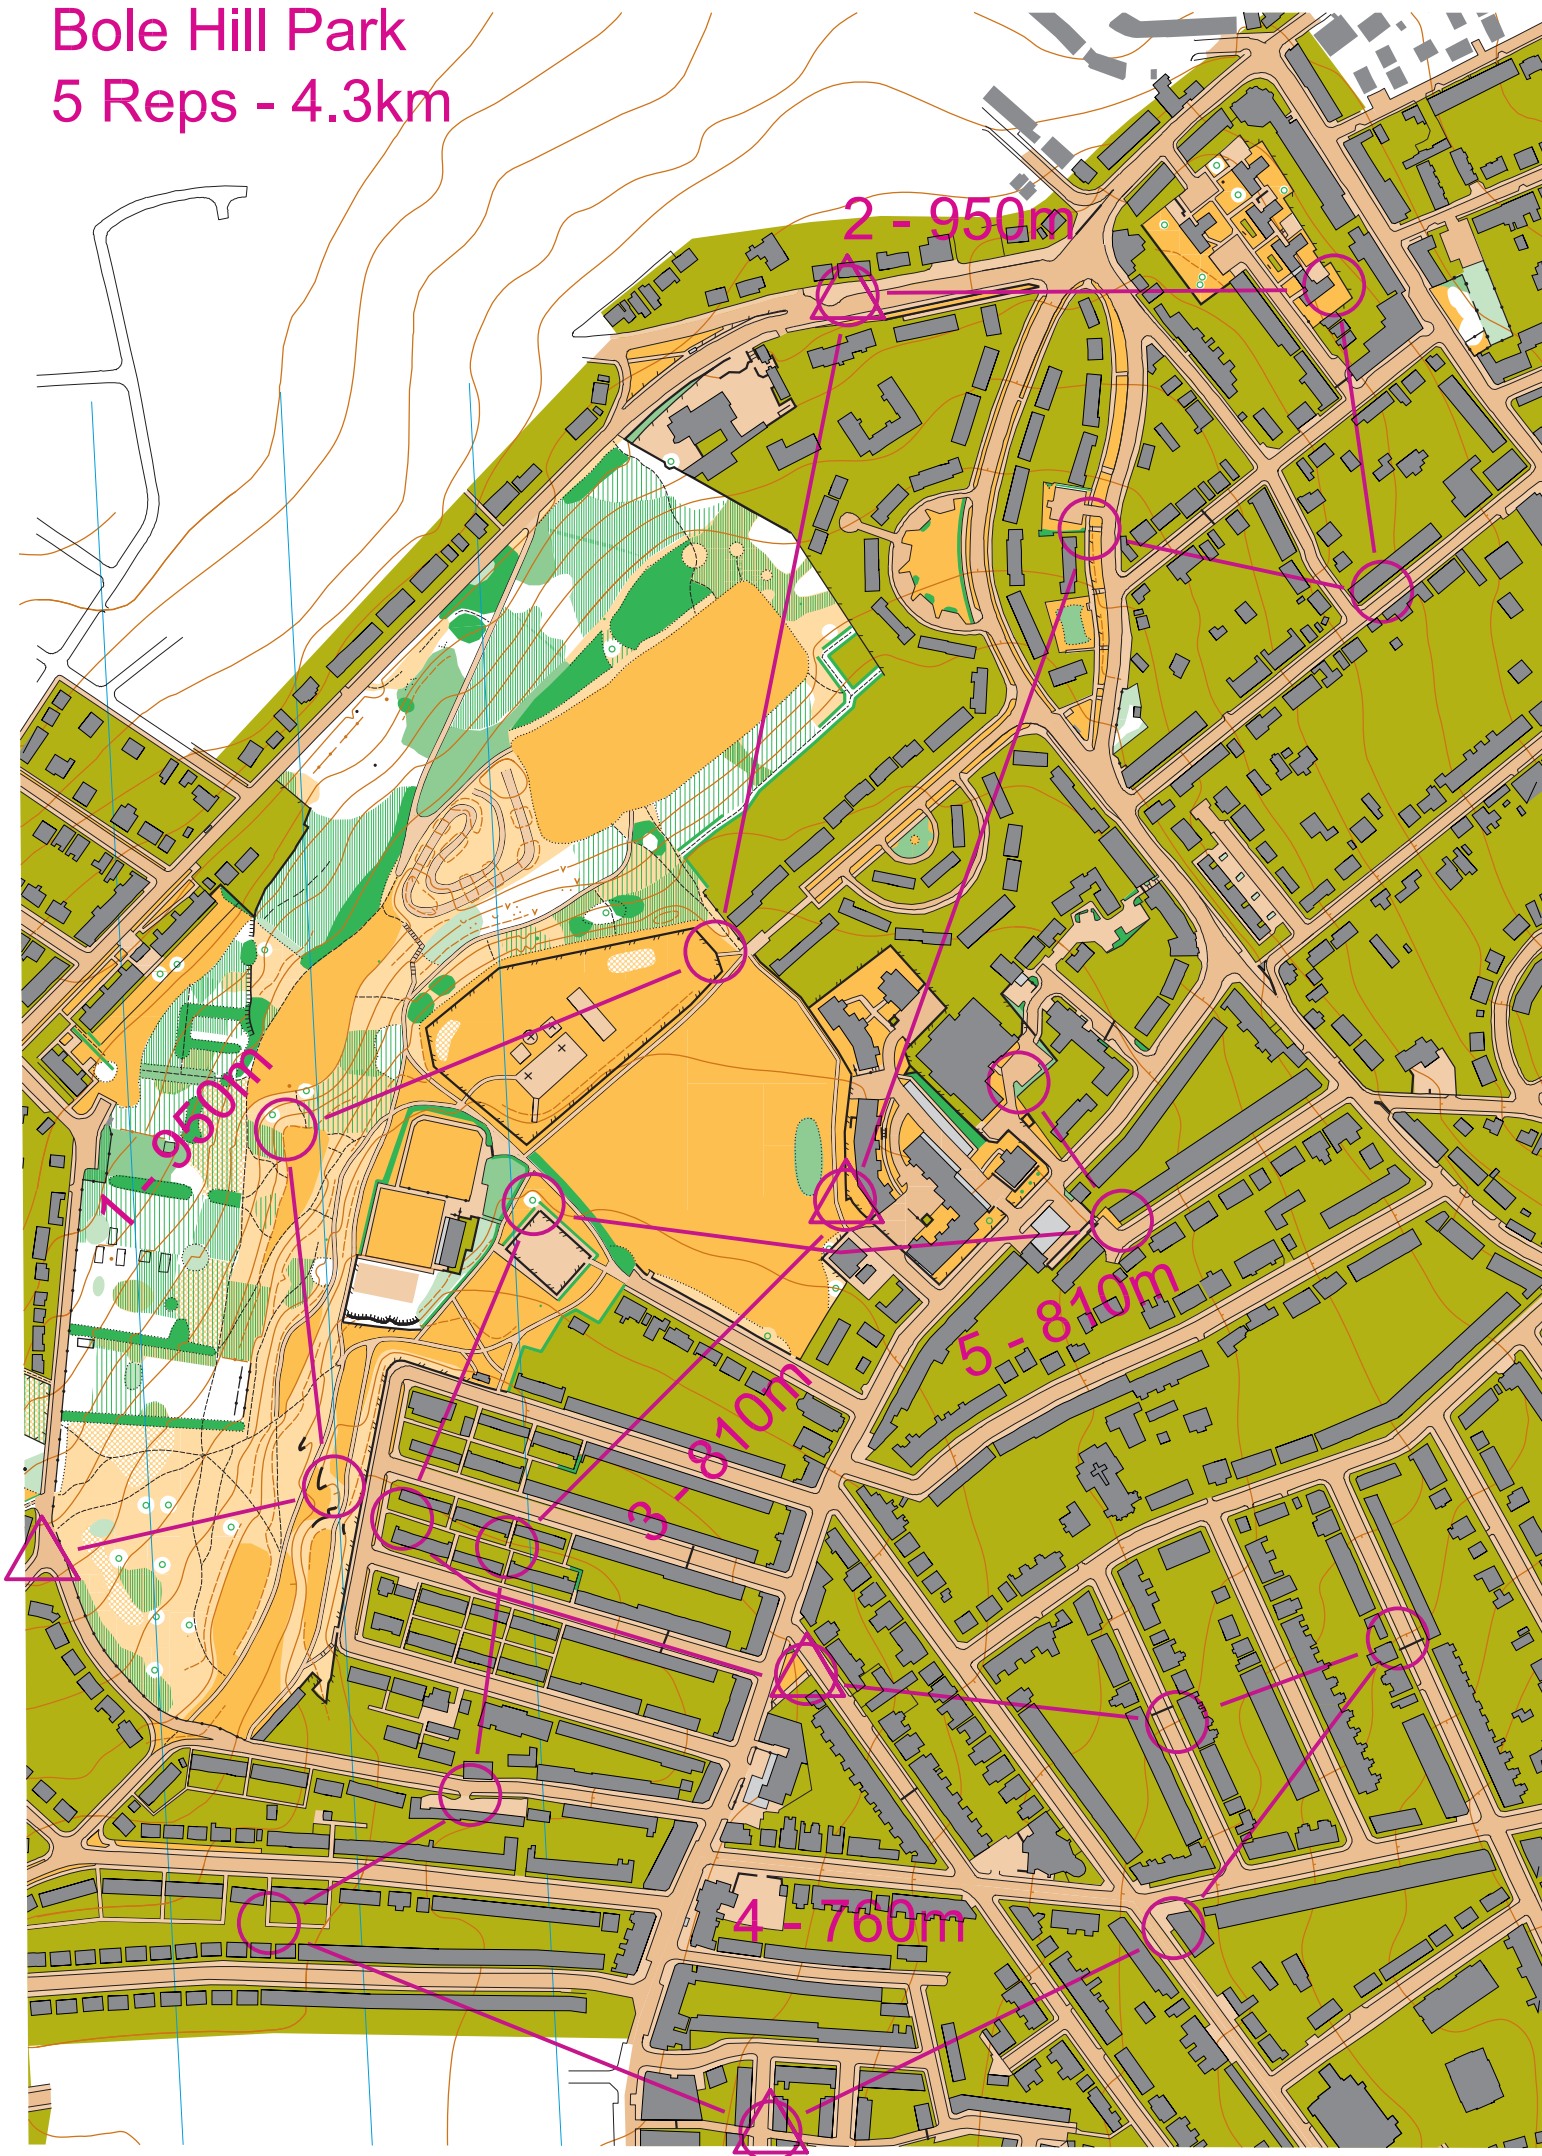 Bole Hill Park
5 Reps - 4.3km
2 - 950m
1 - 950m
5 - 810m
3 - 810m
4 - 760m